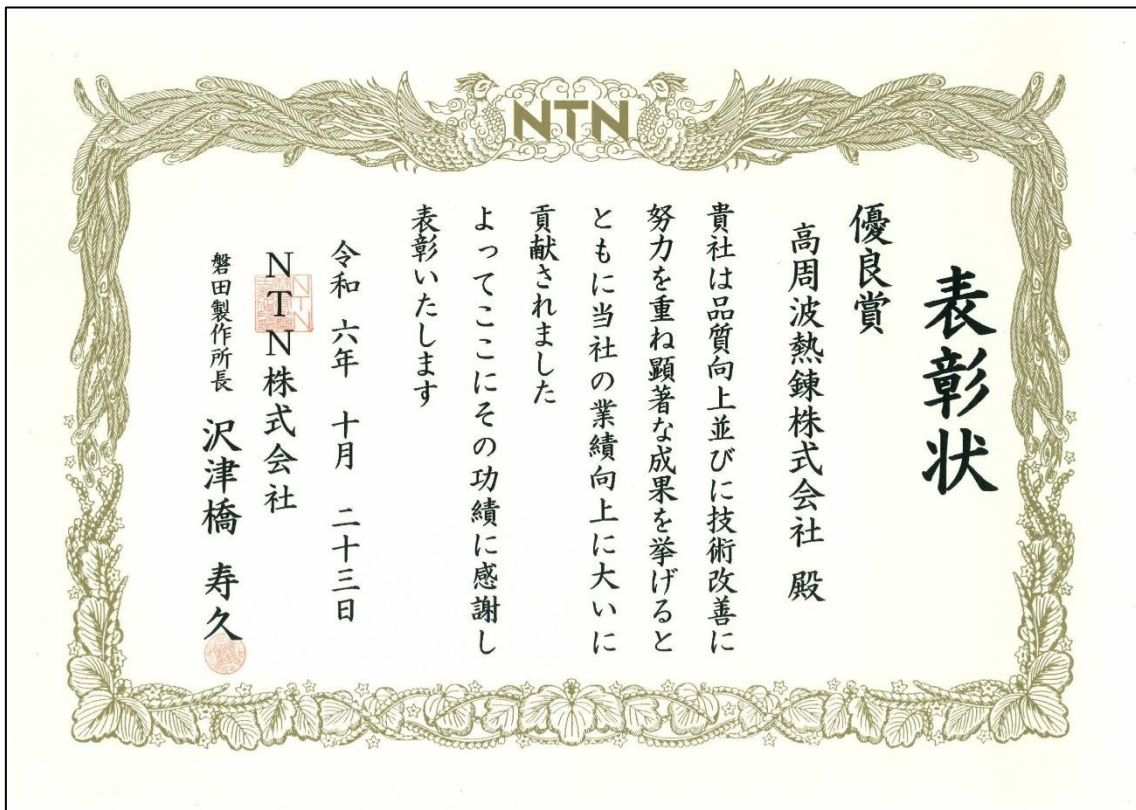 NTN
表彰状
優良賞
高周波熱錬株式会社 殿
貴社は品質向上並びに技術改善に
努力を重ね顕著な成果を挙げると
ともに当社の業績向上に大いに
貢献されました
よってここにその功績に感謝し
表彰いたします
令和 六年 十月 二十三日
NTN株式会社
磐田製作所長 沢津橋 寿久